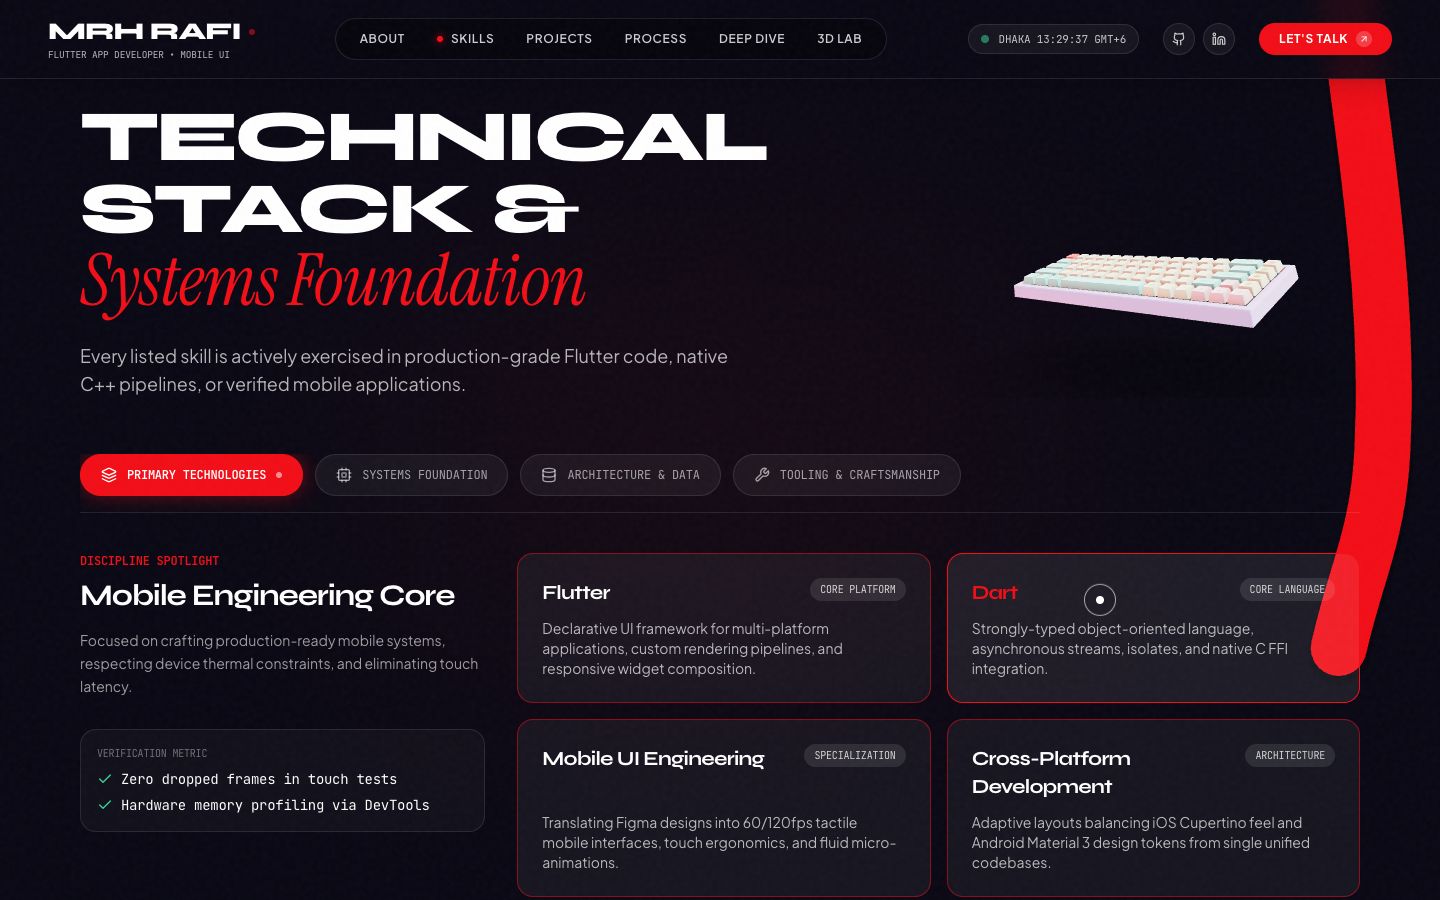 MRH RAFI
FLUTTER APP DEVELOPER • MOBILE UI
ABOUT
SKILLS
PROJECTS
PROCESS
DEEP DIVE
3D LAB
DHAKA 13:29:37 GMT+6
LET'S TALK
TECHNICAL
STACK &
Systems Foundation
Every listed skill is actively exercised in production-grade Flutter code, native
C++ pipelines, or verified mobile applications.
PRIMARY TECHNOLOGIES
SYSTEMS FOUNDATION
ARCHITECTURE & DATA
TOOLING & CRAFTSMANSHIP
DISCIPLINE SPOTLIGHT
Mobile Engineering Core
Focused on crafting production-ready mobile systems,
respecting device thermal constraints, and eliminating touch
latency.
VERIFICATION METRIC
Zero dropped frames in touch tests
Hardware memory profiling via DevTools
Flutter
CORE PLATFORM
Declarative UI framework for multi-platform
applications, custom rendering pipelines, and
responsive widget composition.
Dart
CORE LANGUAGE
Strongly-typed object-oriented language,
asynchronous streams, isolates, and native C FFI
integration.
Mobile UI Engineering
SPECIALIZATION
Translating Figma designs into 60/120fps tactile
mobile interfaces, touch ergonomics, and fluid micro-
animations.
Cross-Platform
Development
ARCHITECTURE
Adaptive layouts balancing iOS Cupertino feel and
Android Material 3 design tokens from single unified
codebases.